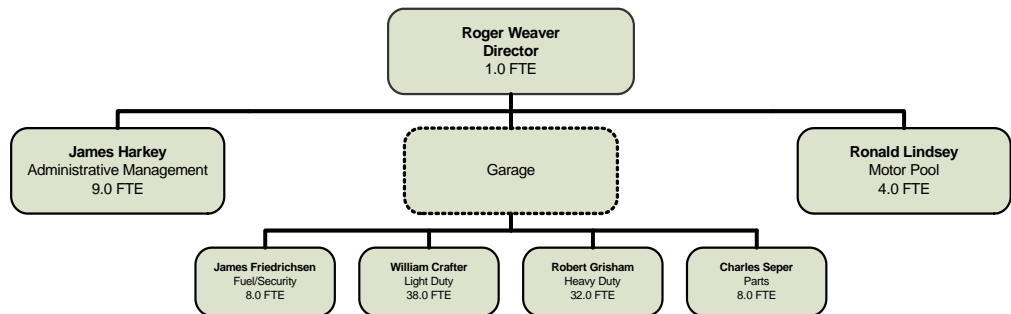 Roger Weaver
Director
1.0 FTE
James Harkey
Administrative Management
9.0 FTE
Garage
Ronald Lindsey
Motor Pool
4.0 FTE
James Friedrichsen
Fuel/Security
8.0 FTE
William Crafter
Light Duty
38.0 FTE
Robert Grisham
Heavy Duty
32.0 FTE
Charles Seper
Parts
8.0 FTE